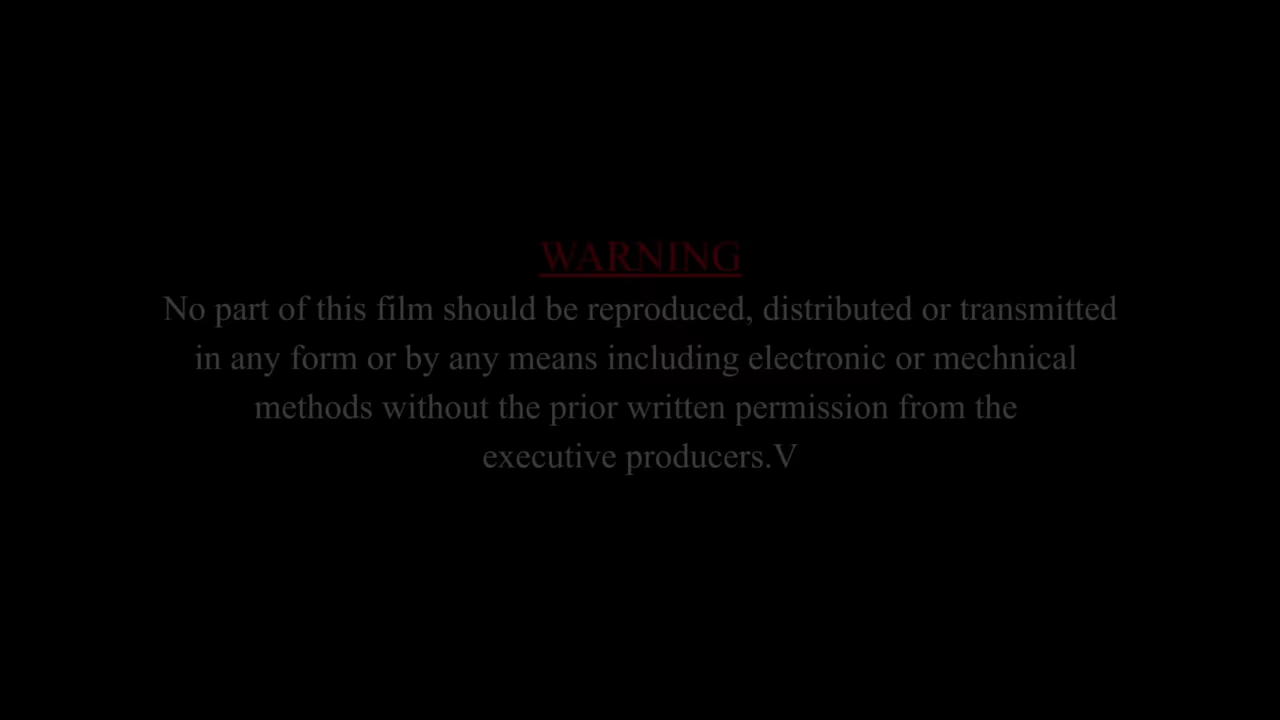 WARNING
No part of this film should be reproduced, distributed or transmitted
in any form or by any means including electronic or mechnical
methods without the prior written permission from the
executive producers.V